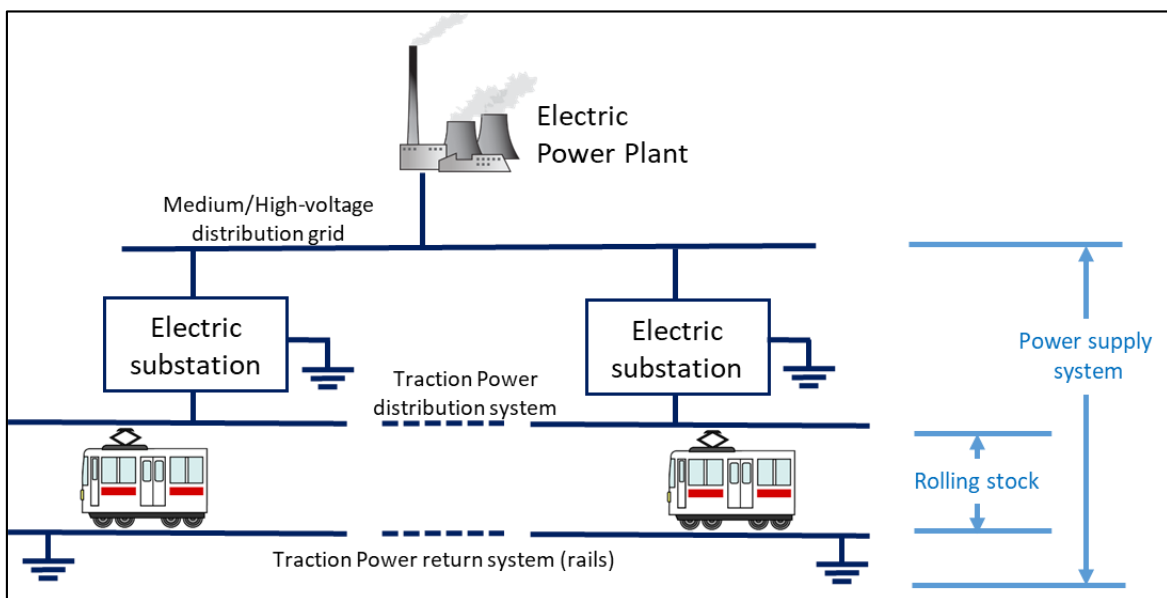 Electric
Power Plant
Medium/High-voltage
distribution grid
Electric
substation
Electric
substation
Power supply
system
Traction Power
distribution system
Rolling stock
Traction Power return system (rails)